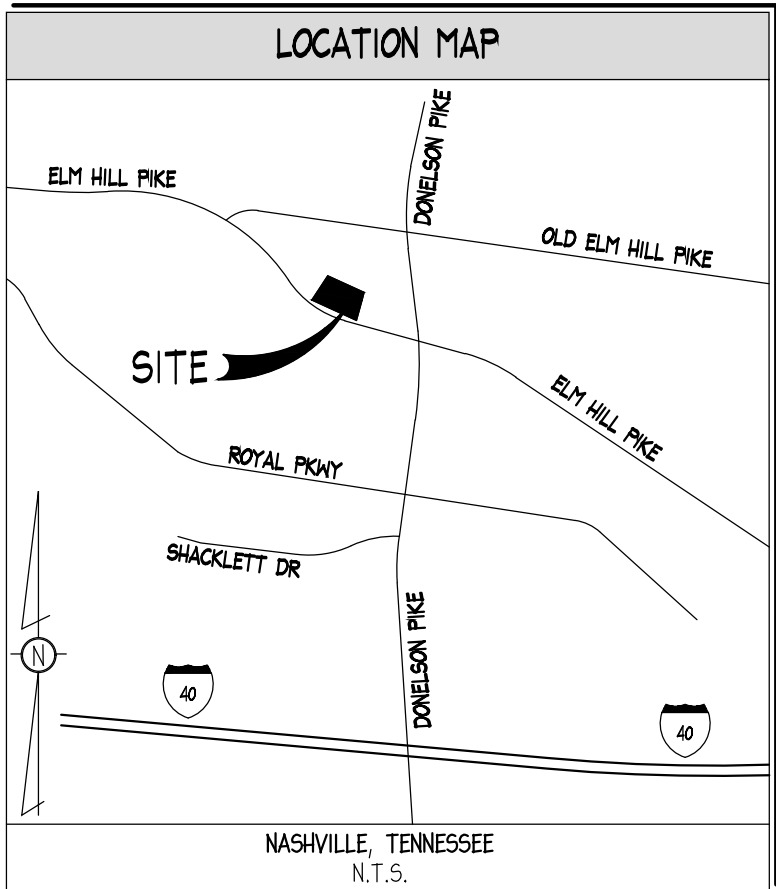 LOCATION MAP
DONELSON PIKE
ELM HILL PIKE
OLD ELM HILL PIKE
SITE
ELM HILL PIKE
ROYAL PKWY
SHACKLETT DR
DONELSON PIKE
N
40
40
NASHVILLE, TENNESSEE
N.T.S.